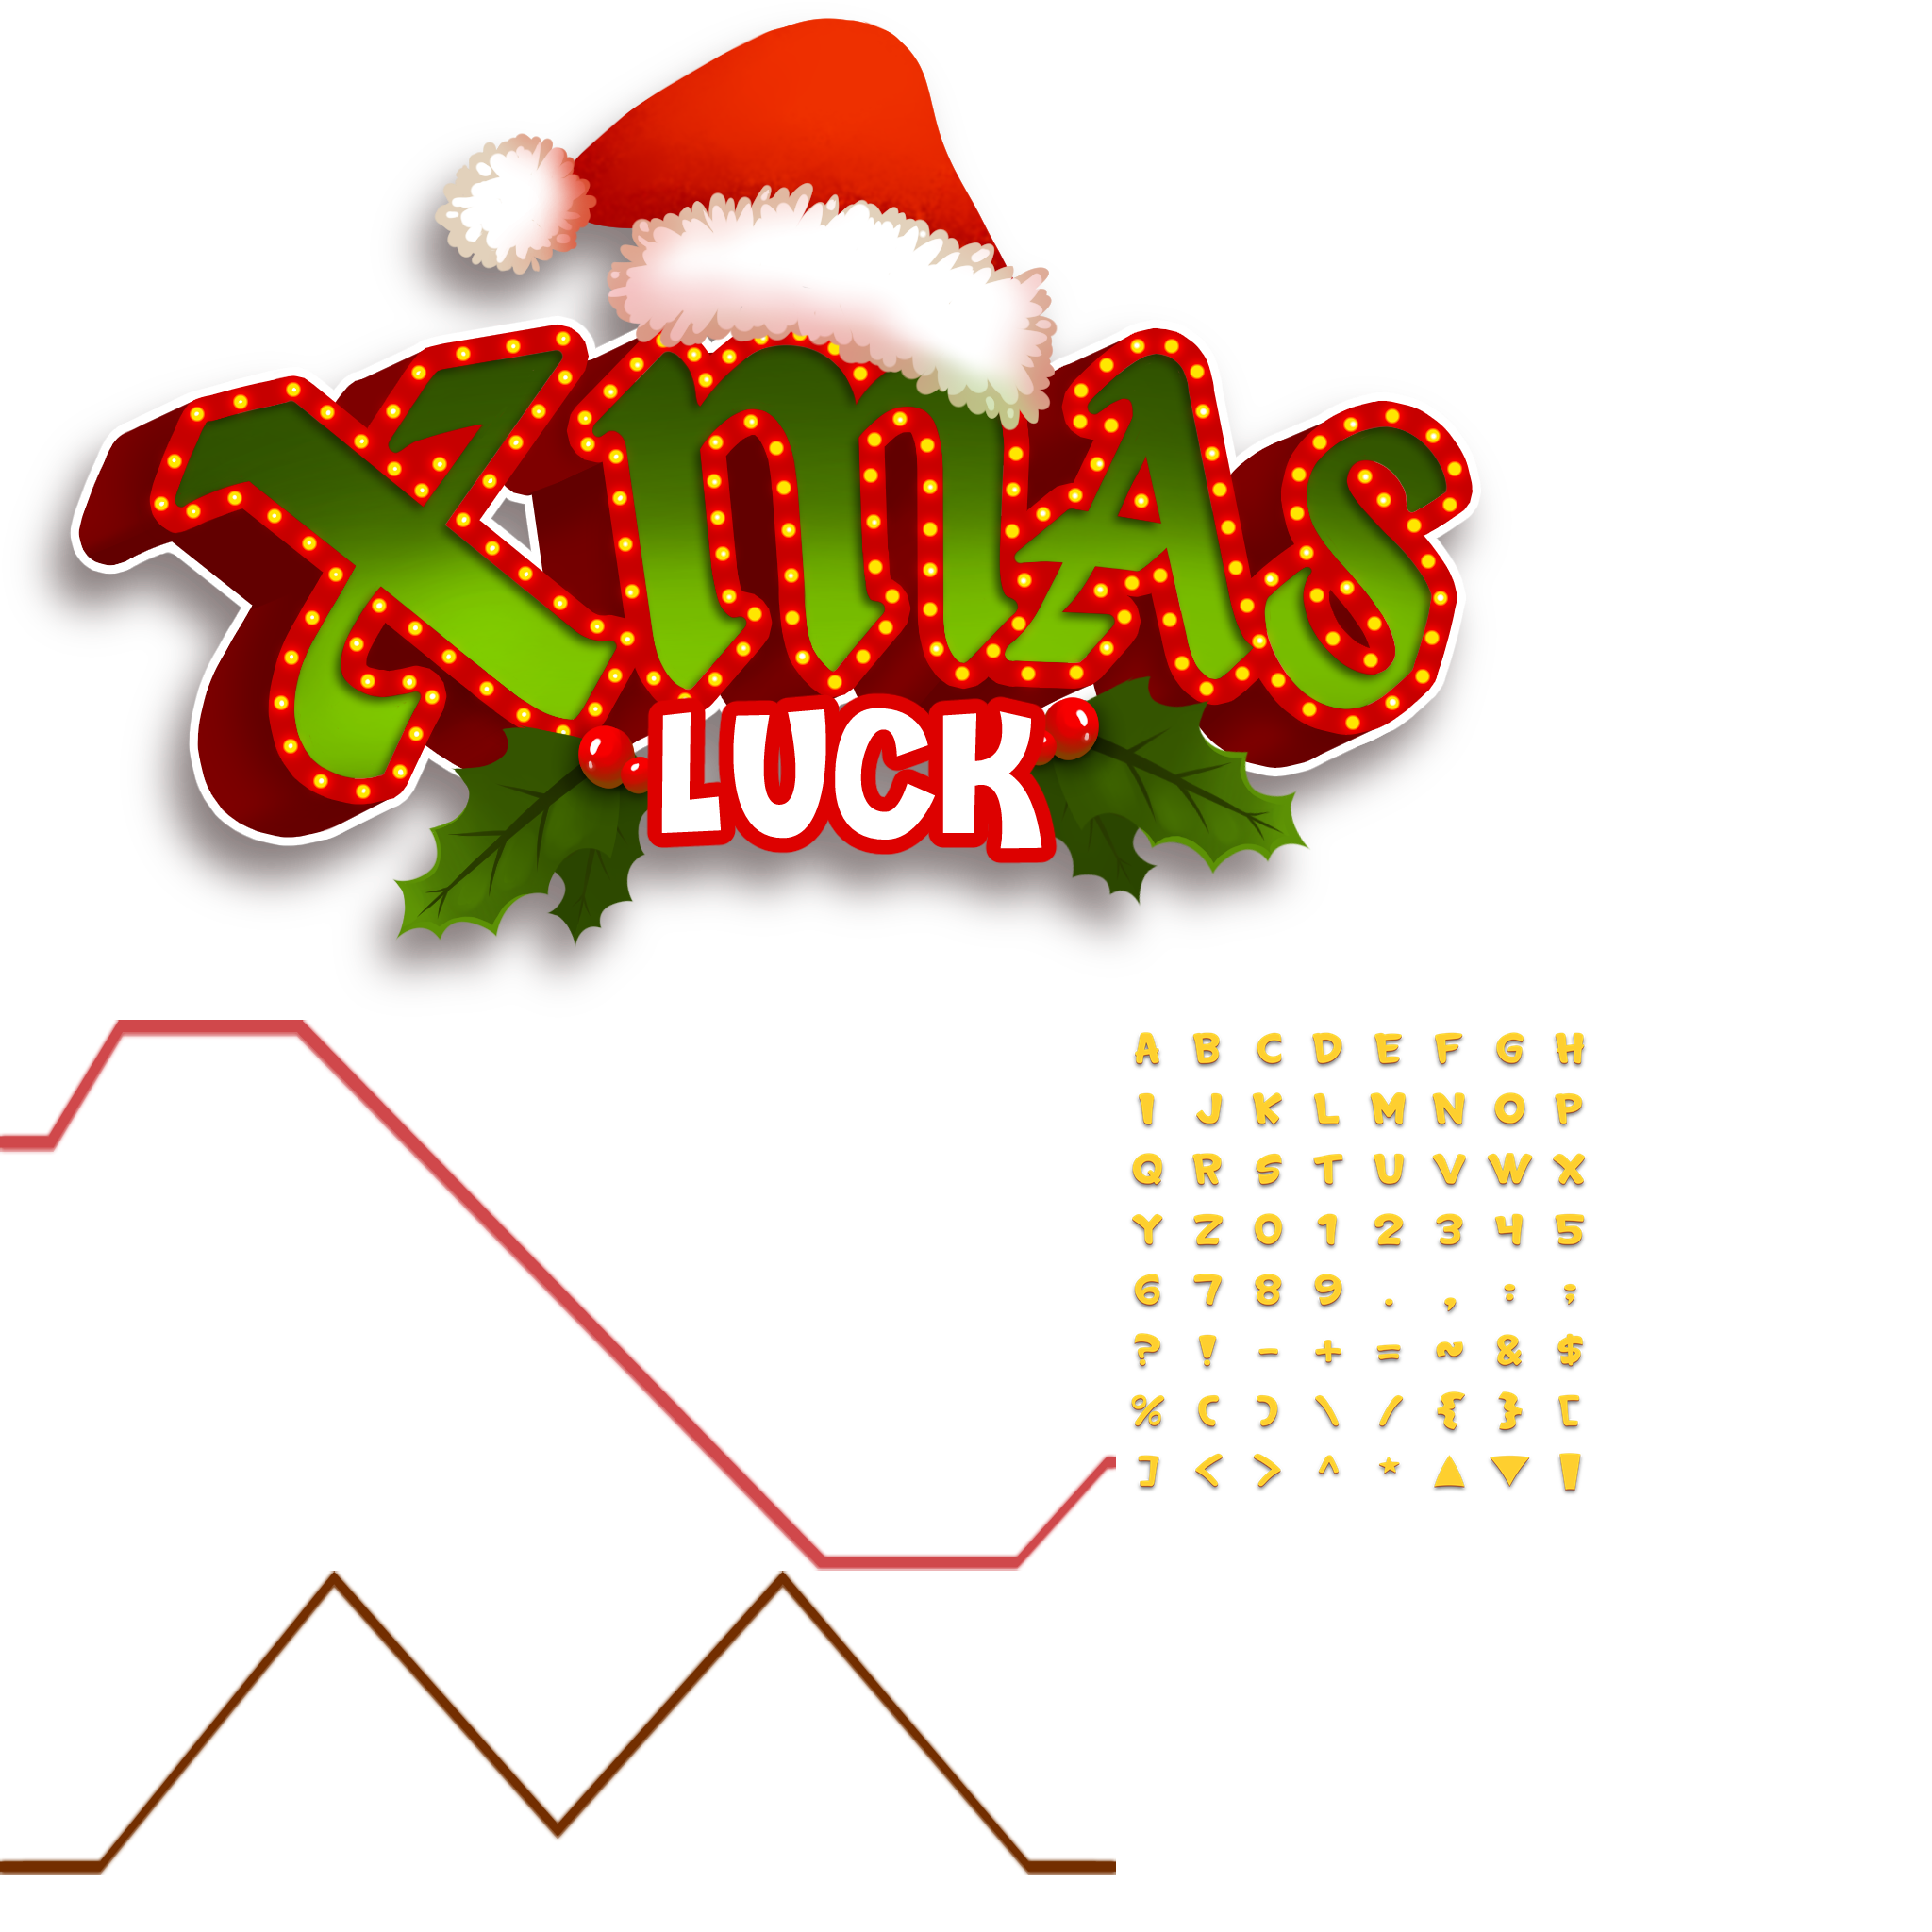 XMAS
LUCK
A B C D E F G H
I J K L M N O P
Q R S T U V W X
Y Z 0 1 2 3 4 5
6 7 8 9 . , : ;
? ! - + = ~ & $
% ( ) \ / { } [
] < > ^ * ▲ ▼